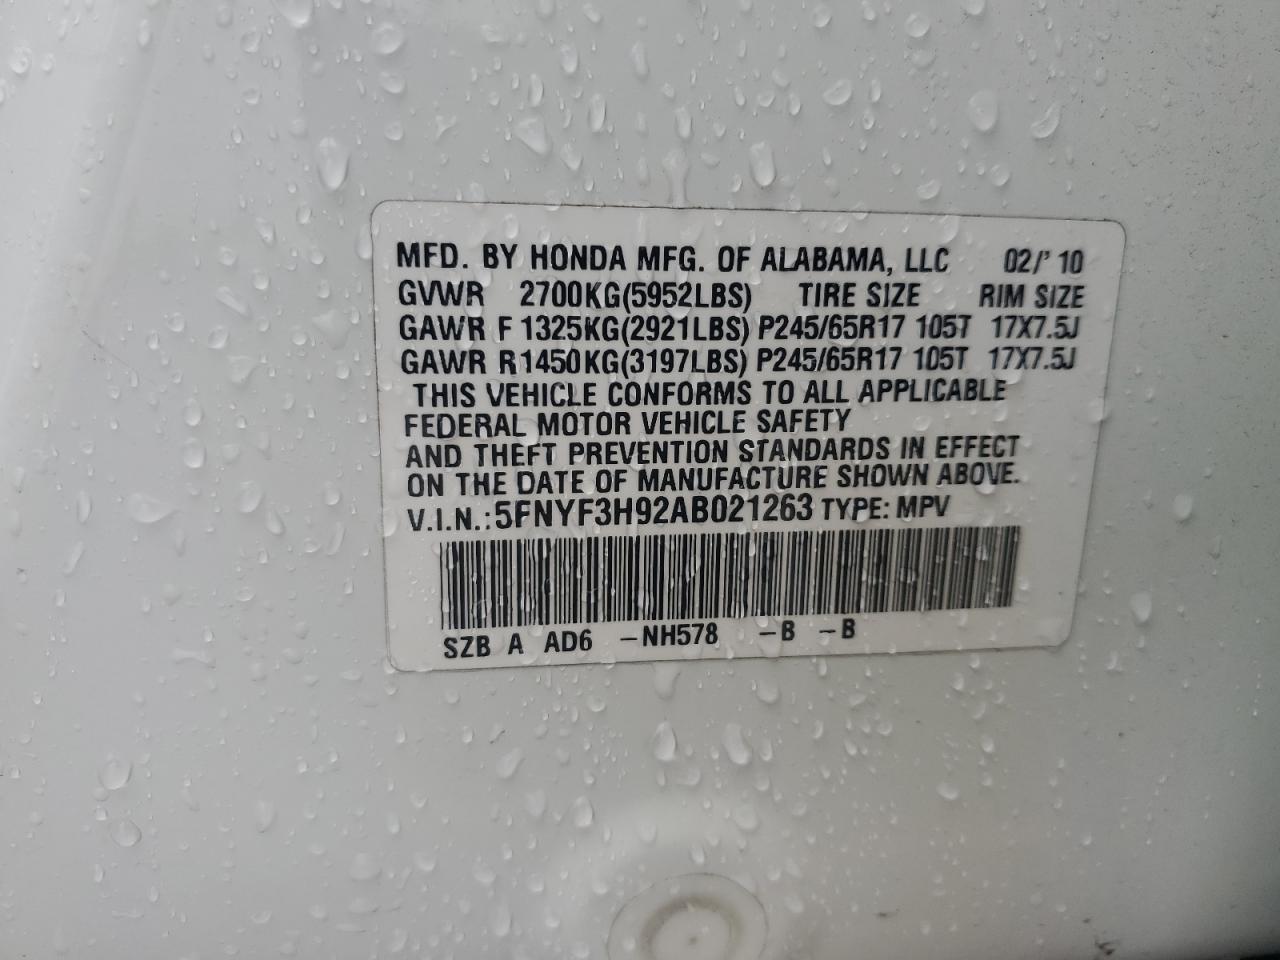 MFD. BY HONDA MFG. OF ALABAMA, LLC 02/'10
GVWR 2700KG(5952LBS) TIRE SIZE RIM SIZE
GAWR F 1325KG(2921LBS) P245/65R17 105T 17X7.5J
GAWR R1450KG(3197LBS) P245/65R17 105T 17X7.5J
THIS VEHICLE CONFORMS TO ALL APPLICABLE
FEDERAL MOTOR VEHICLE SAFETY
AND THEFT PREVENTION STANDARDS IN EFFECT
ON THE DATE OF MANUFACTURE SHOWN ABOVE.
V.I.N.:5FNYF3H92AB021263 TYPE: MPV
SZB A AD6 -NH578 -B -B